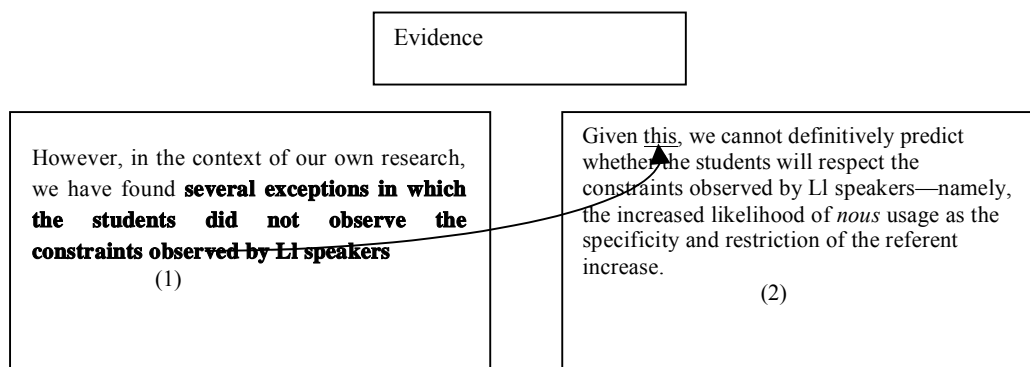 Evidence
However, in the context of our own research,
we have found several exceptions in which
the students did not observe the
constraints observed by Ll speakers
(1)
Given this, we cannot definitively predict
whether the students will respect the
constraints observed by Ll speakers—namely,
the increased likelihood of nous usage as the
specificity and restriction of the referent
increase.
(2)